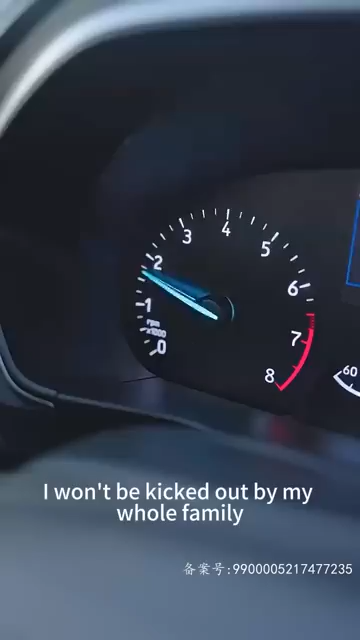 4
3
5
2
6
1
rpm
x1000
7
0
8
60
I won't be kicked out by my
whole family
备案号:9900005217477235